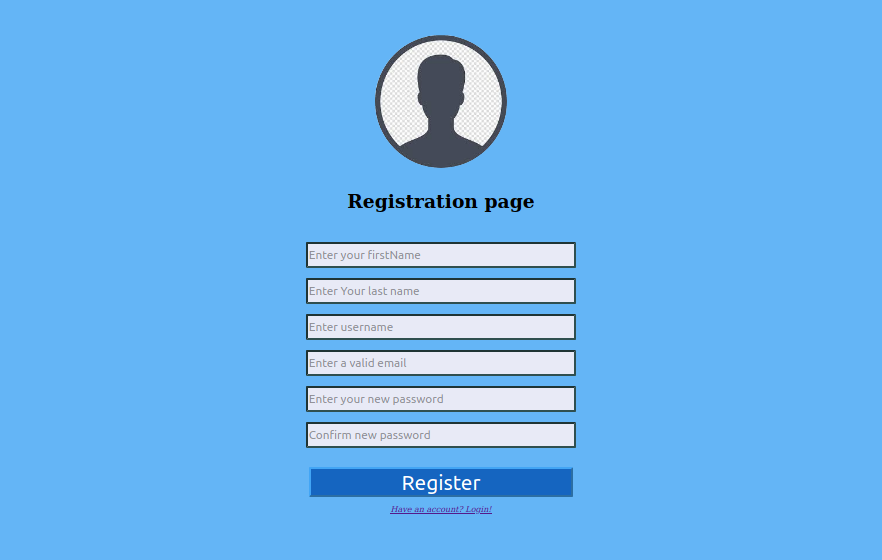 Registration page
Enter your firstName
Enter Your last name
Enter username
Enter a valid email
Enter your new password
Confirm new password
Register
Have an account? Login!